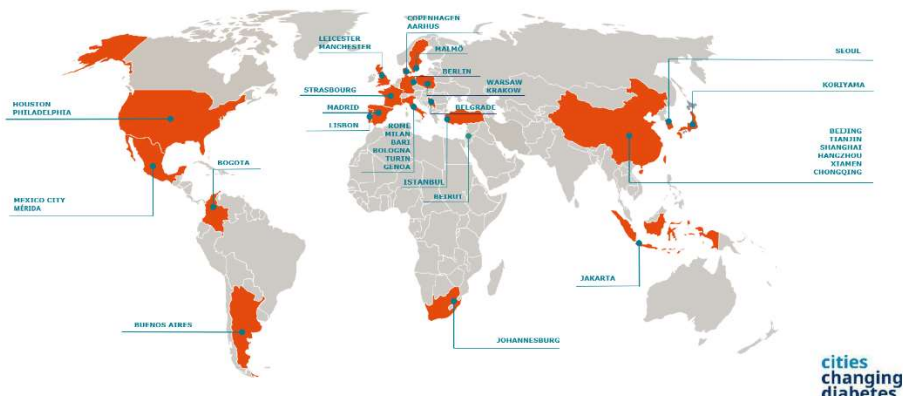 COPENHAGEN
AARHUS
LEICESTER
MANCHESTER
MALMÖ
SEOUL
BERLIN
STRASBOURG
WARSAW
KRAKOW
KORIYAMA
HOUSTON
PHILADELPHIA
MADRID
BELGRADE
LISBON
ROME
MILAN
BARI
BOLOGNA
TURIN
GENOA
BEIJING
TIANJIN
SHANGHAI
HANGZHOU
XIAMEN
CHONGQING
BOGOTA
ISTANBUL
BEIRUT
MEXICO CITY
MÉRIDA
JAKARTA
BUENOS AIRES
JOHANNESBURG
cities
changing
diabetes